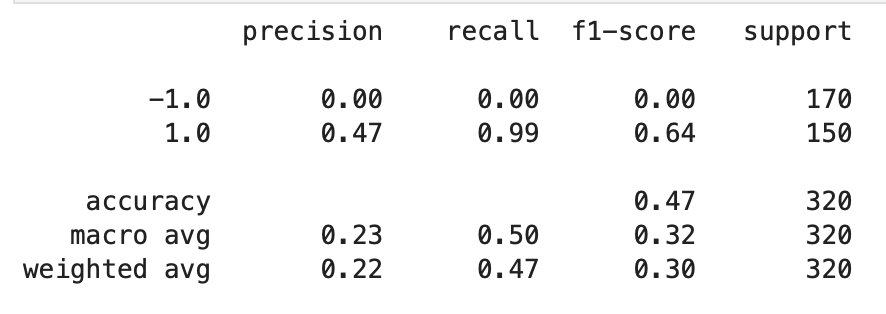 precision recall f1-score support
-1.0 0.00 0.00 0.00 170
1.0 0.47 0.99 0.64 150
accuracy 0.47 320
macro avg 0.23 0.50 0.32 320
weighted avg 0.22 0.47 0.30 320